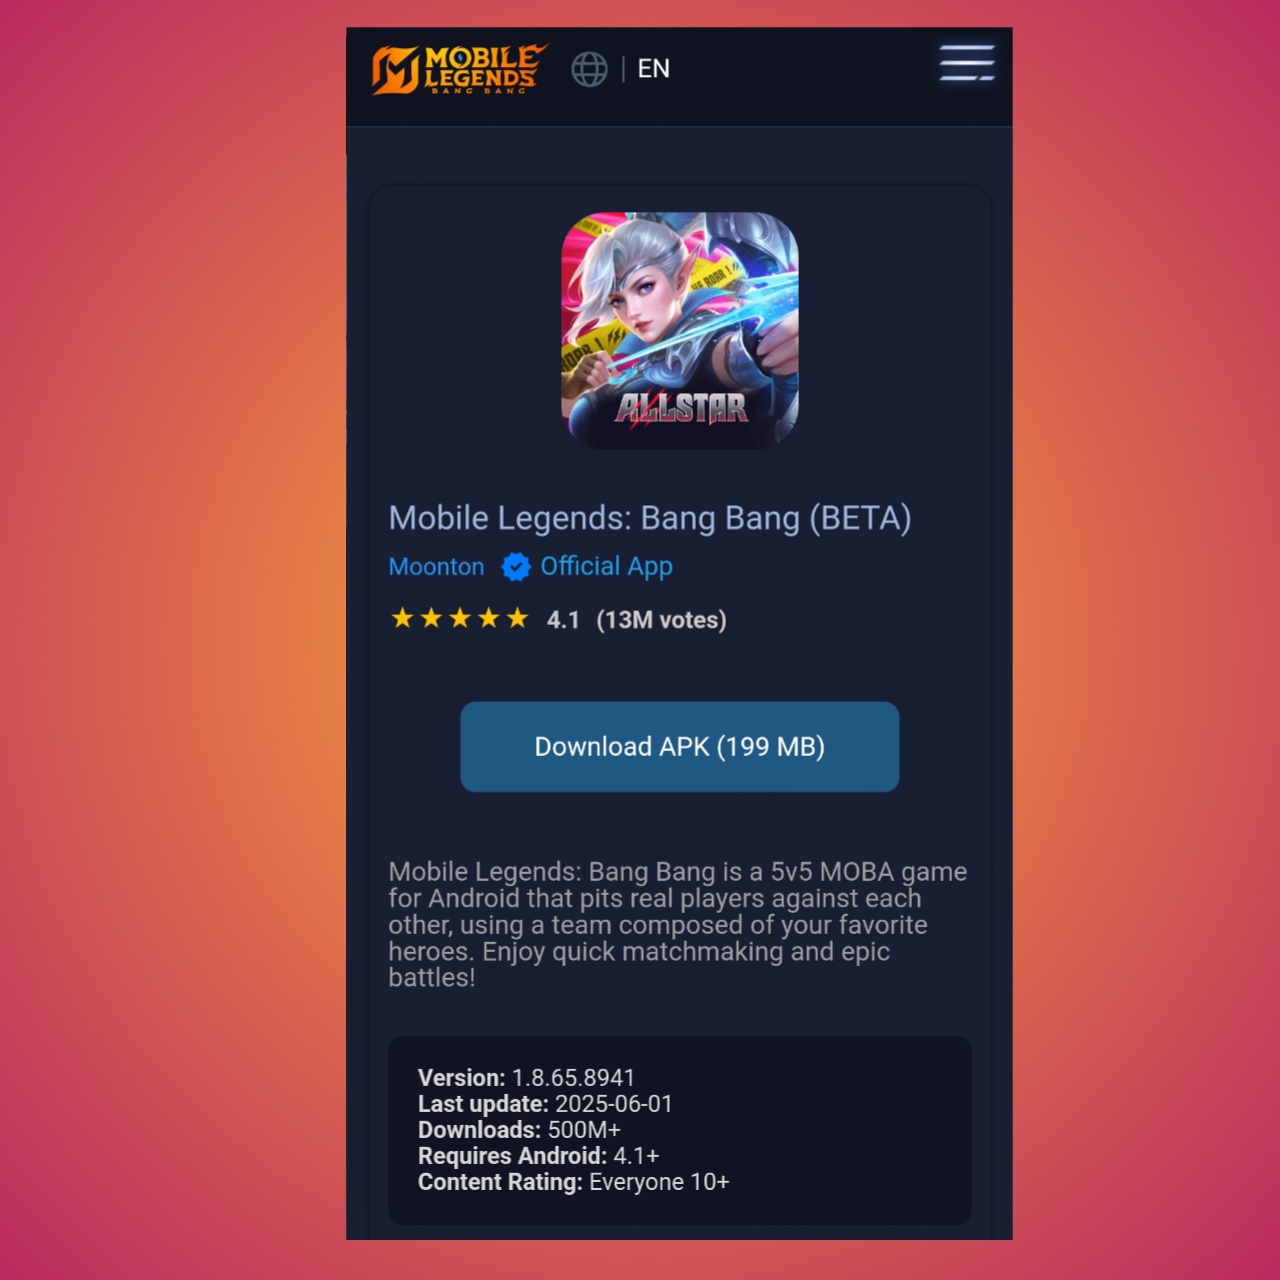 MOBILE
LEGENDS
BANG BANG
EN
HE ROAR !
ROAR !
ALLSTAR
Mobile Legends: Bang Bang (BETA)
Moonton Official App
★★★★★ 4.1 (13M votes)
Download APK (199 MB)
Mobile Legends: Bang Bang is a 5v5 MOBA game
for Android that pits real players against each
other, using a team composed of your favorite
heroes. Enjoy quick matchmaking and epic
battles!
Version: 1.8.65.8941
Last update: 2025-06-01
Downloads: 500M+
Requires Android: 4.1+
Content Rating: Everyone 10+